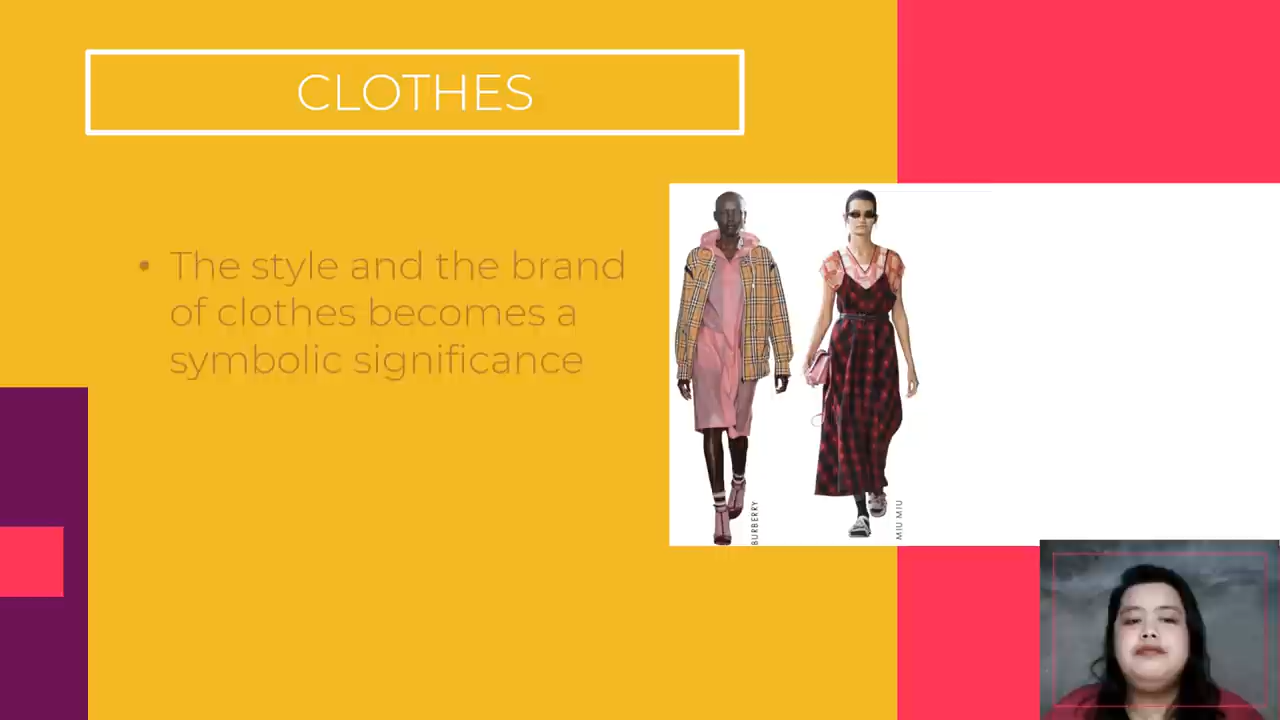 CLOTHES
• The style and the brand
of clothes becomes a
symbolic significance
BURBERRY
MIU MIU